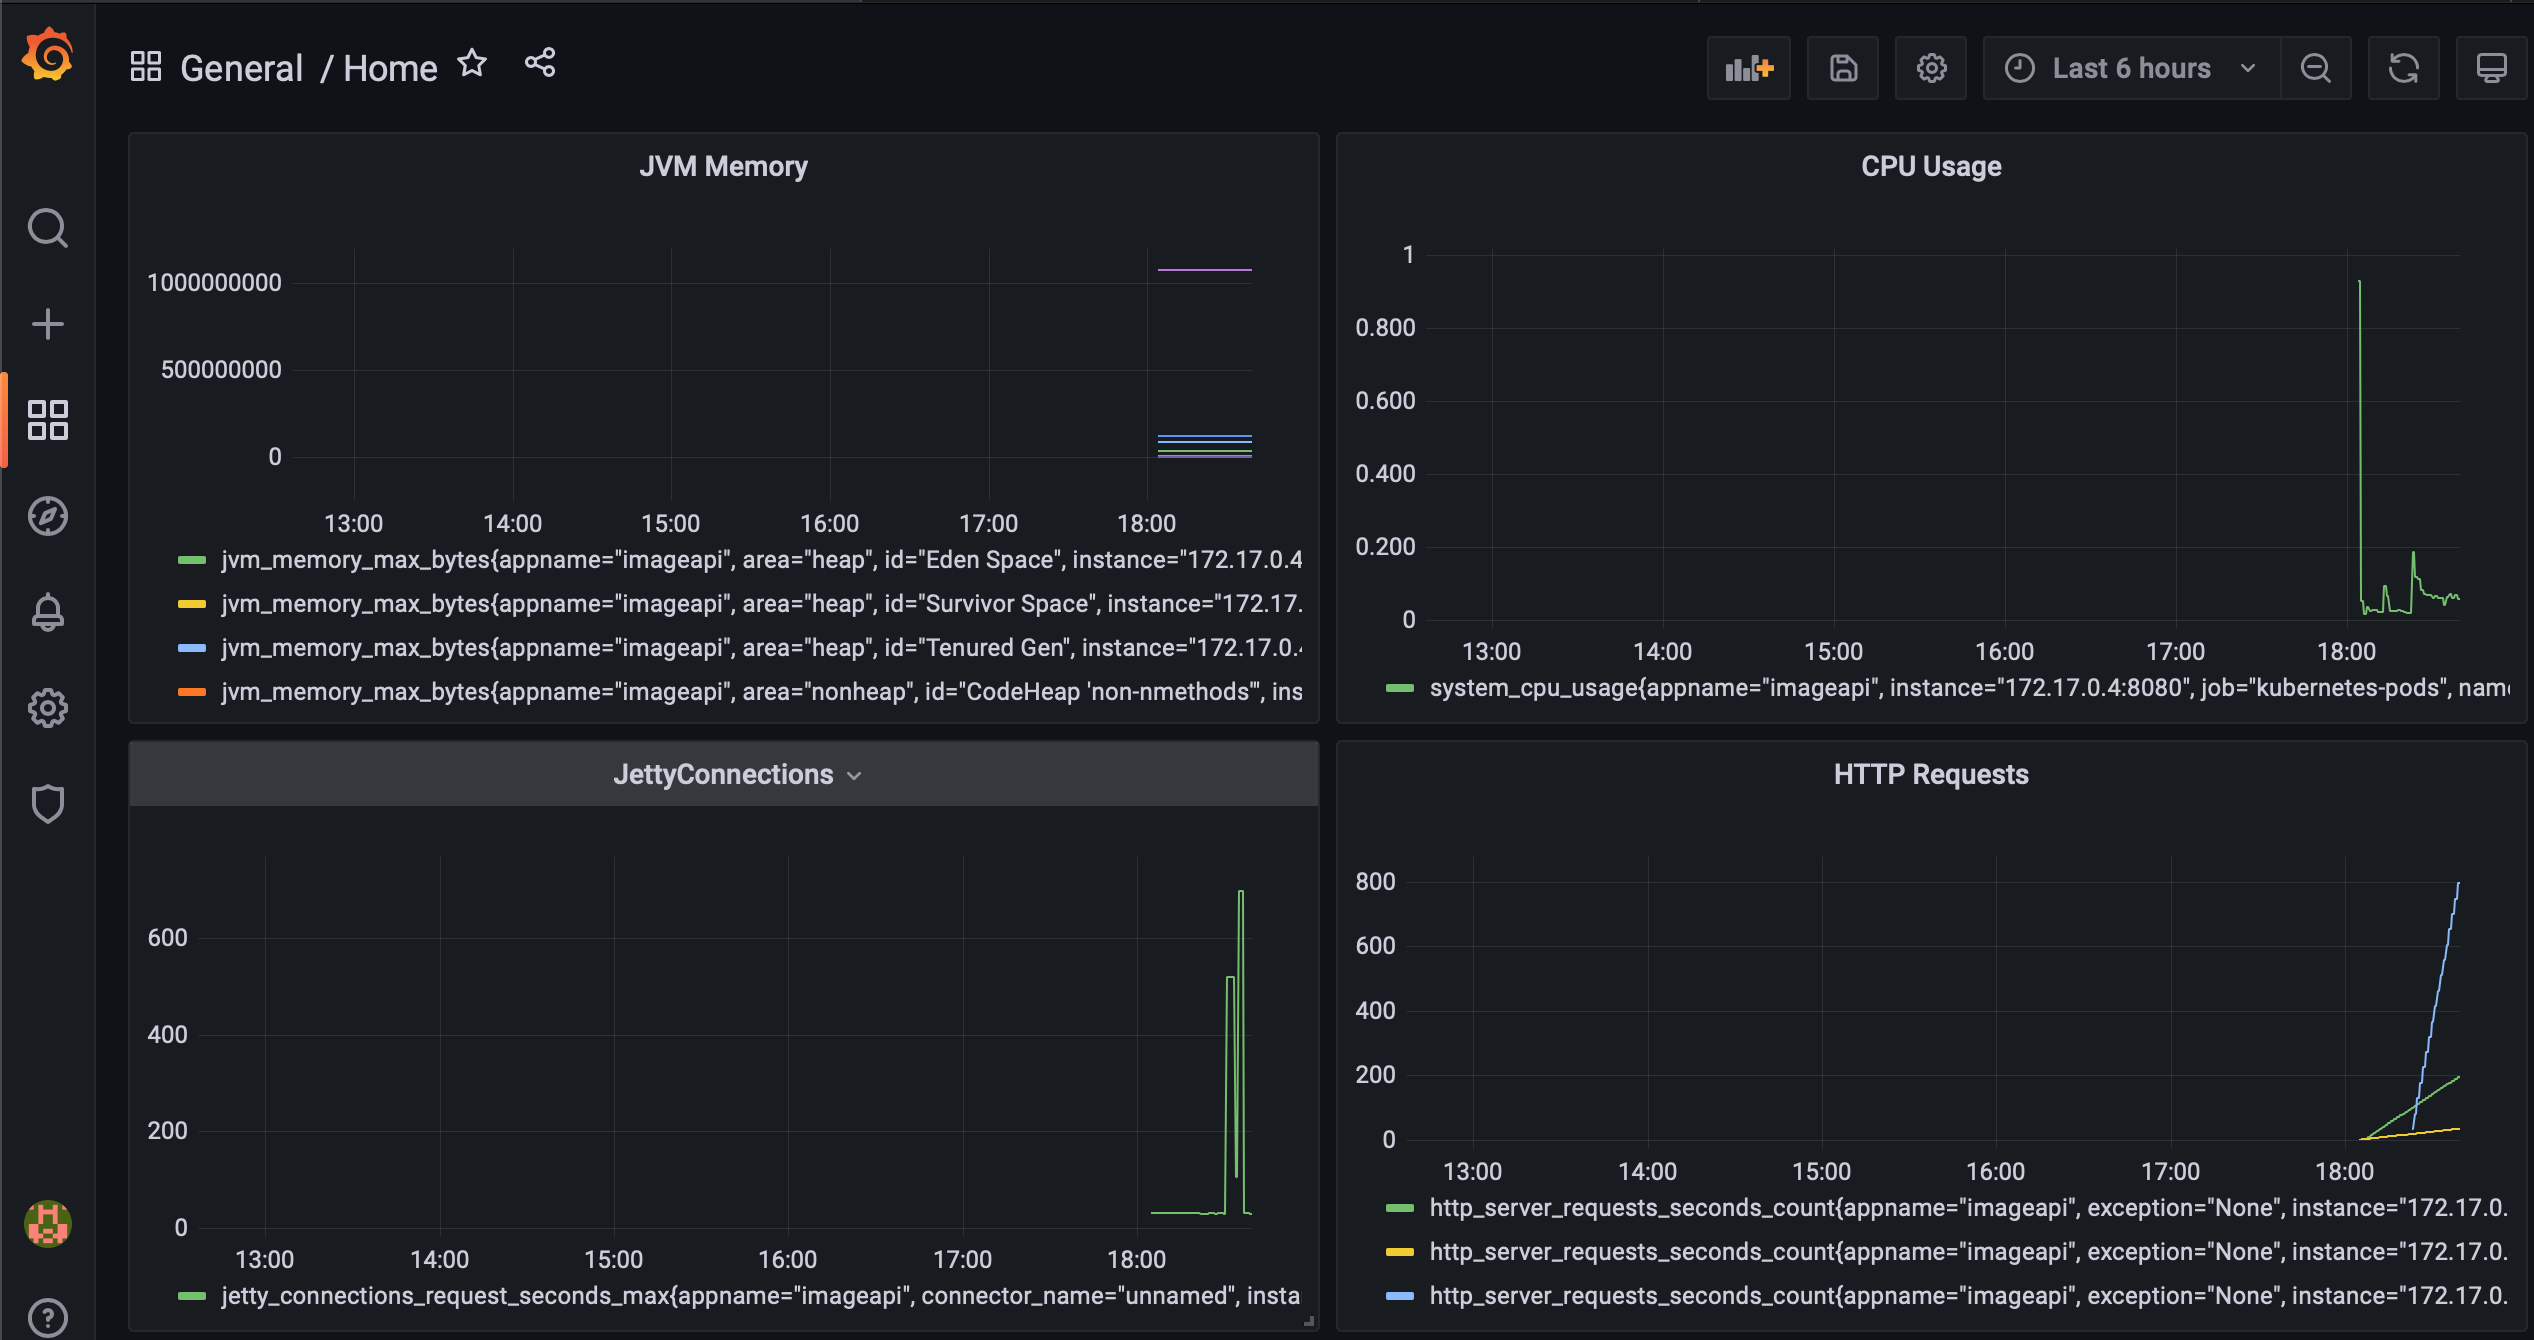 General / Home
Last 6 hours
JVM Memory
1000000000
500000000
0
13:00 14:00 15:00 16:00 17:00 18:00
jvm_memory_max_bytes{appname="imageapi", area="heap", id="Eden Space", instance="172.17.0.4
jvm_memory_max_bytes{appname="imageapi", area="heap", id="Survivor Space", instance="172.17.
jvm_memory_max_bytes{appname="imageapi", area="heap", id="Tenured Gen", instance="172.17.0.
jvm_memory_max_bytes{appname="imageapi", area="nonheap", id="CodeHeap 'non-nmethods'", ins
CPU Usage
1
0.800
0.600
0.400
0.200
0
13:00 14:00 15:00 16:00 17:00 18:00
system_cpu_usage{appname="imageapi", instance="172.17.0.4:8080", job="kubernetes-pods", name
JettyConnections
600
400
200
0
13:00 14:00 15:00 16:00 17:00 18:00
jetty_connections_request_seconds_max{appname="imageapi", connector_name="unnamed", insta
HTTP Requests
800
600
400
200
0
13:00 14:00 15:00 16:00 17:00 18:00
http_server_requests_seconds_count{appname="imageapi", exception="None", instance="172.17.0.
http_server_requests_seconds_count{appname="imageapi", exception="None", instance="172.17.0.
http_server_requests_seconds_count{appname="imageapi", exception="None", instance="172.17.0.